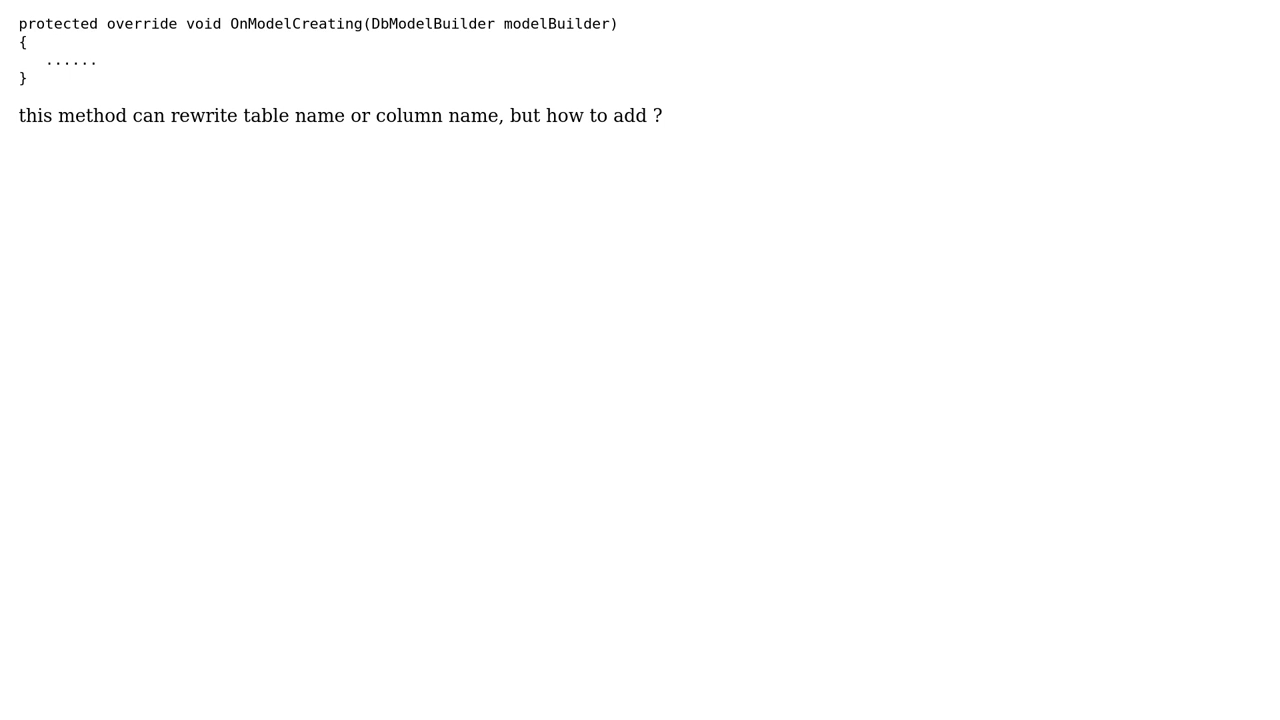 protected override void OnModelCreating(DbModelBuilder modelBuilder)
{
   ......
}
this method can rewrite table name or column name, but how to add ?